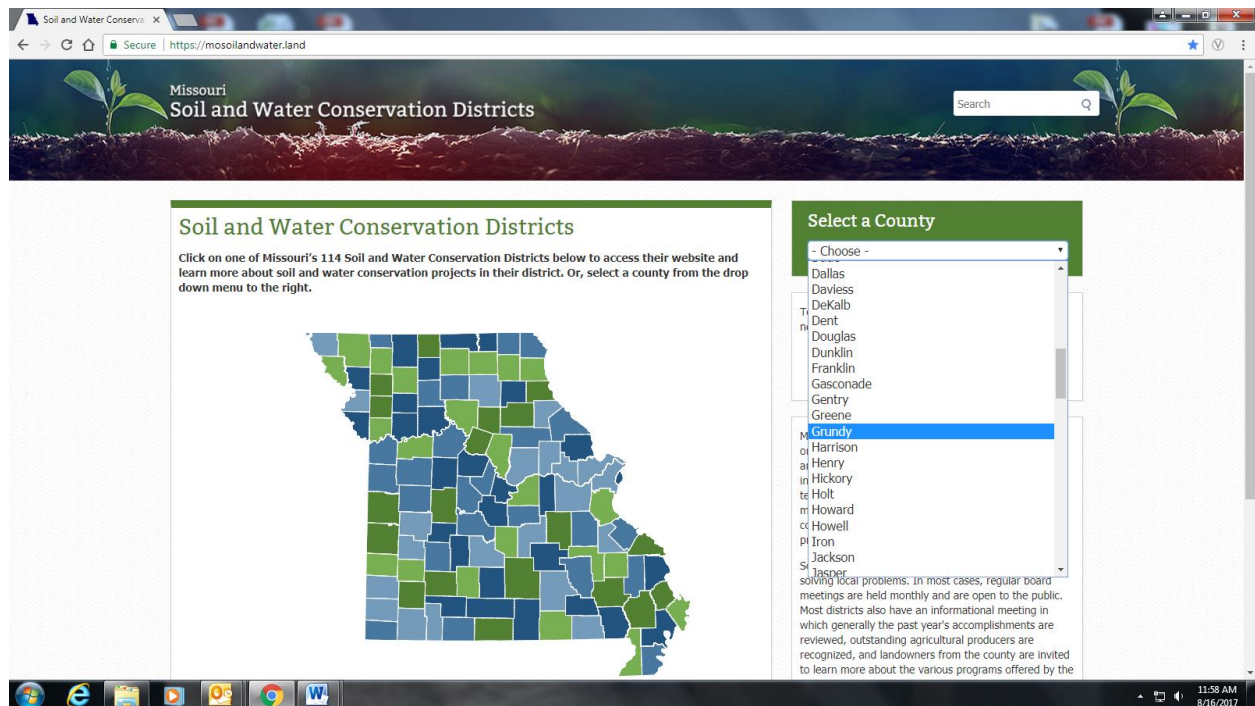 Soil and Water Conserva
Secure
https://mosoilandwater.land
Missouri
Soil and Water Conservation Districts
Search
Soil and Water Conservation Districts
Click on one of Missouri's 114 Soil and Water Conservation Districts below to access their website and
learn more about soil and water conservation projects in their district. Or, select a county from the drop
down menu to the right.
Select a County
- Choose -
Dallas
Daviess
DeKalb
Dent
Douglas
Dunklin
Franklin
Gasconade
Gentry
Greene
Grundy
Harrison
Henry
Hickory
Holt
Howard
Howell
Iron
Jackson
Jasper
solving local problems. In most cases, regular board
meetings are held monthly and are open to the public.
Most districts also have an informational meeting in
which generally the past year's accomplishments are
reviewed, outstanding agricultural producers are
recognized, and landowners from the county are invited
to learn more about the various programs offered by the
11:58 AM
8/16/2017